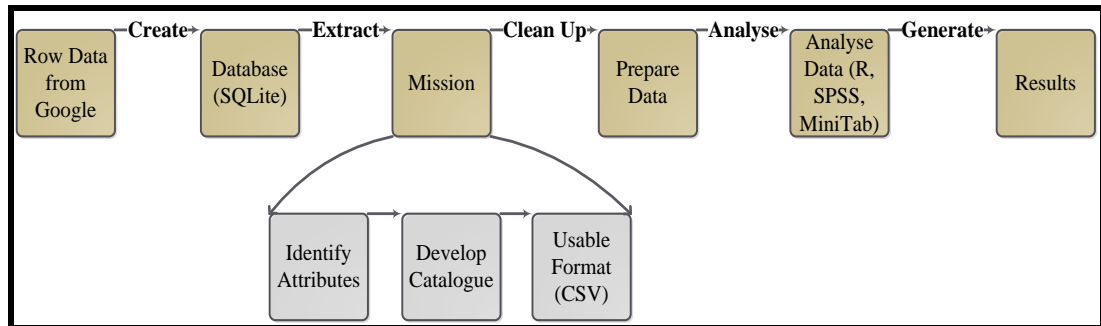 Create
Extract
Clean Up
Analyse
Generate
Row Data
from
Google
Database
(SQLite)
Mission
Prepare
Data
Analyse
Data (R,
SPSS,
MiniTab)
Results
Identify
Attributes
Develop
Catalogue
Usable
Format
(CSV)